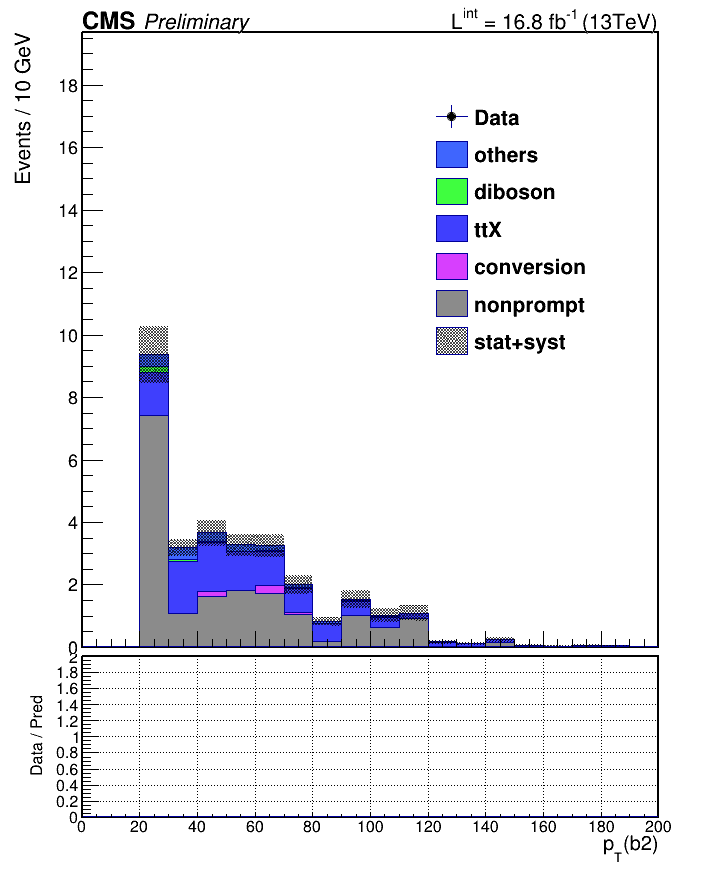 CMS Preliminary L^int = 16.8 fb^-1 (13TeV)
Events / 10 GeV
18
16
14
12
10
8
6
4
2
0
Data
others
diboson
ttX
conversion
nonprompt
stat+syst
Data / Pred
2
1.8
1.6
1.4
1.2
1
0.8
0.6
0.4
0.2
0
0 20 40 60 80 100 120 140 160 180 200
p_T(b2)